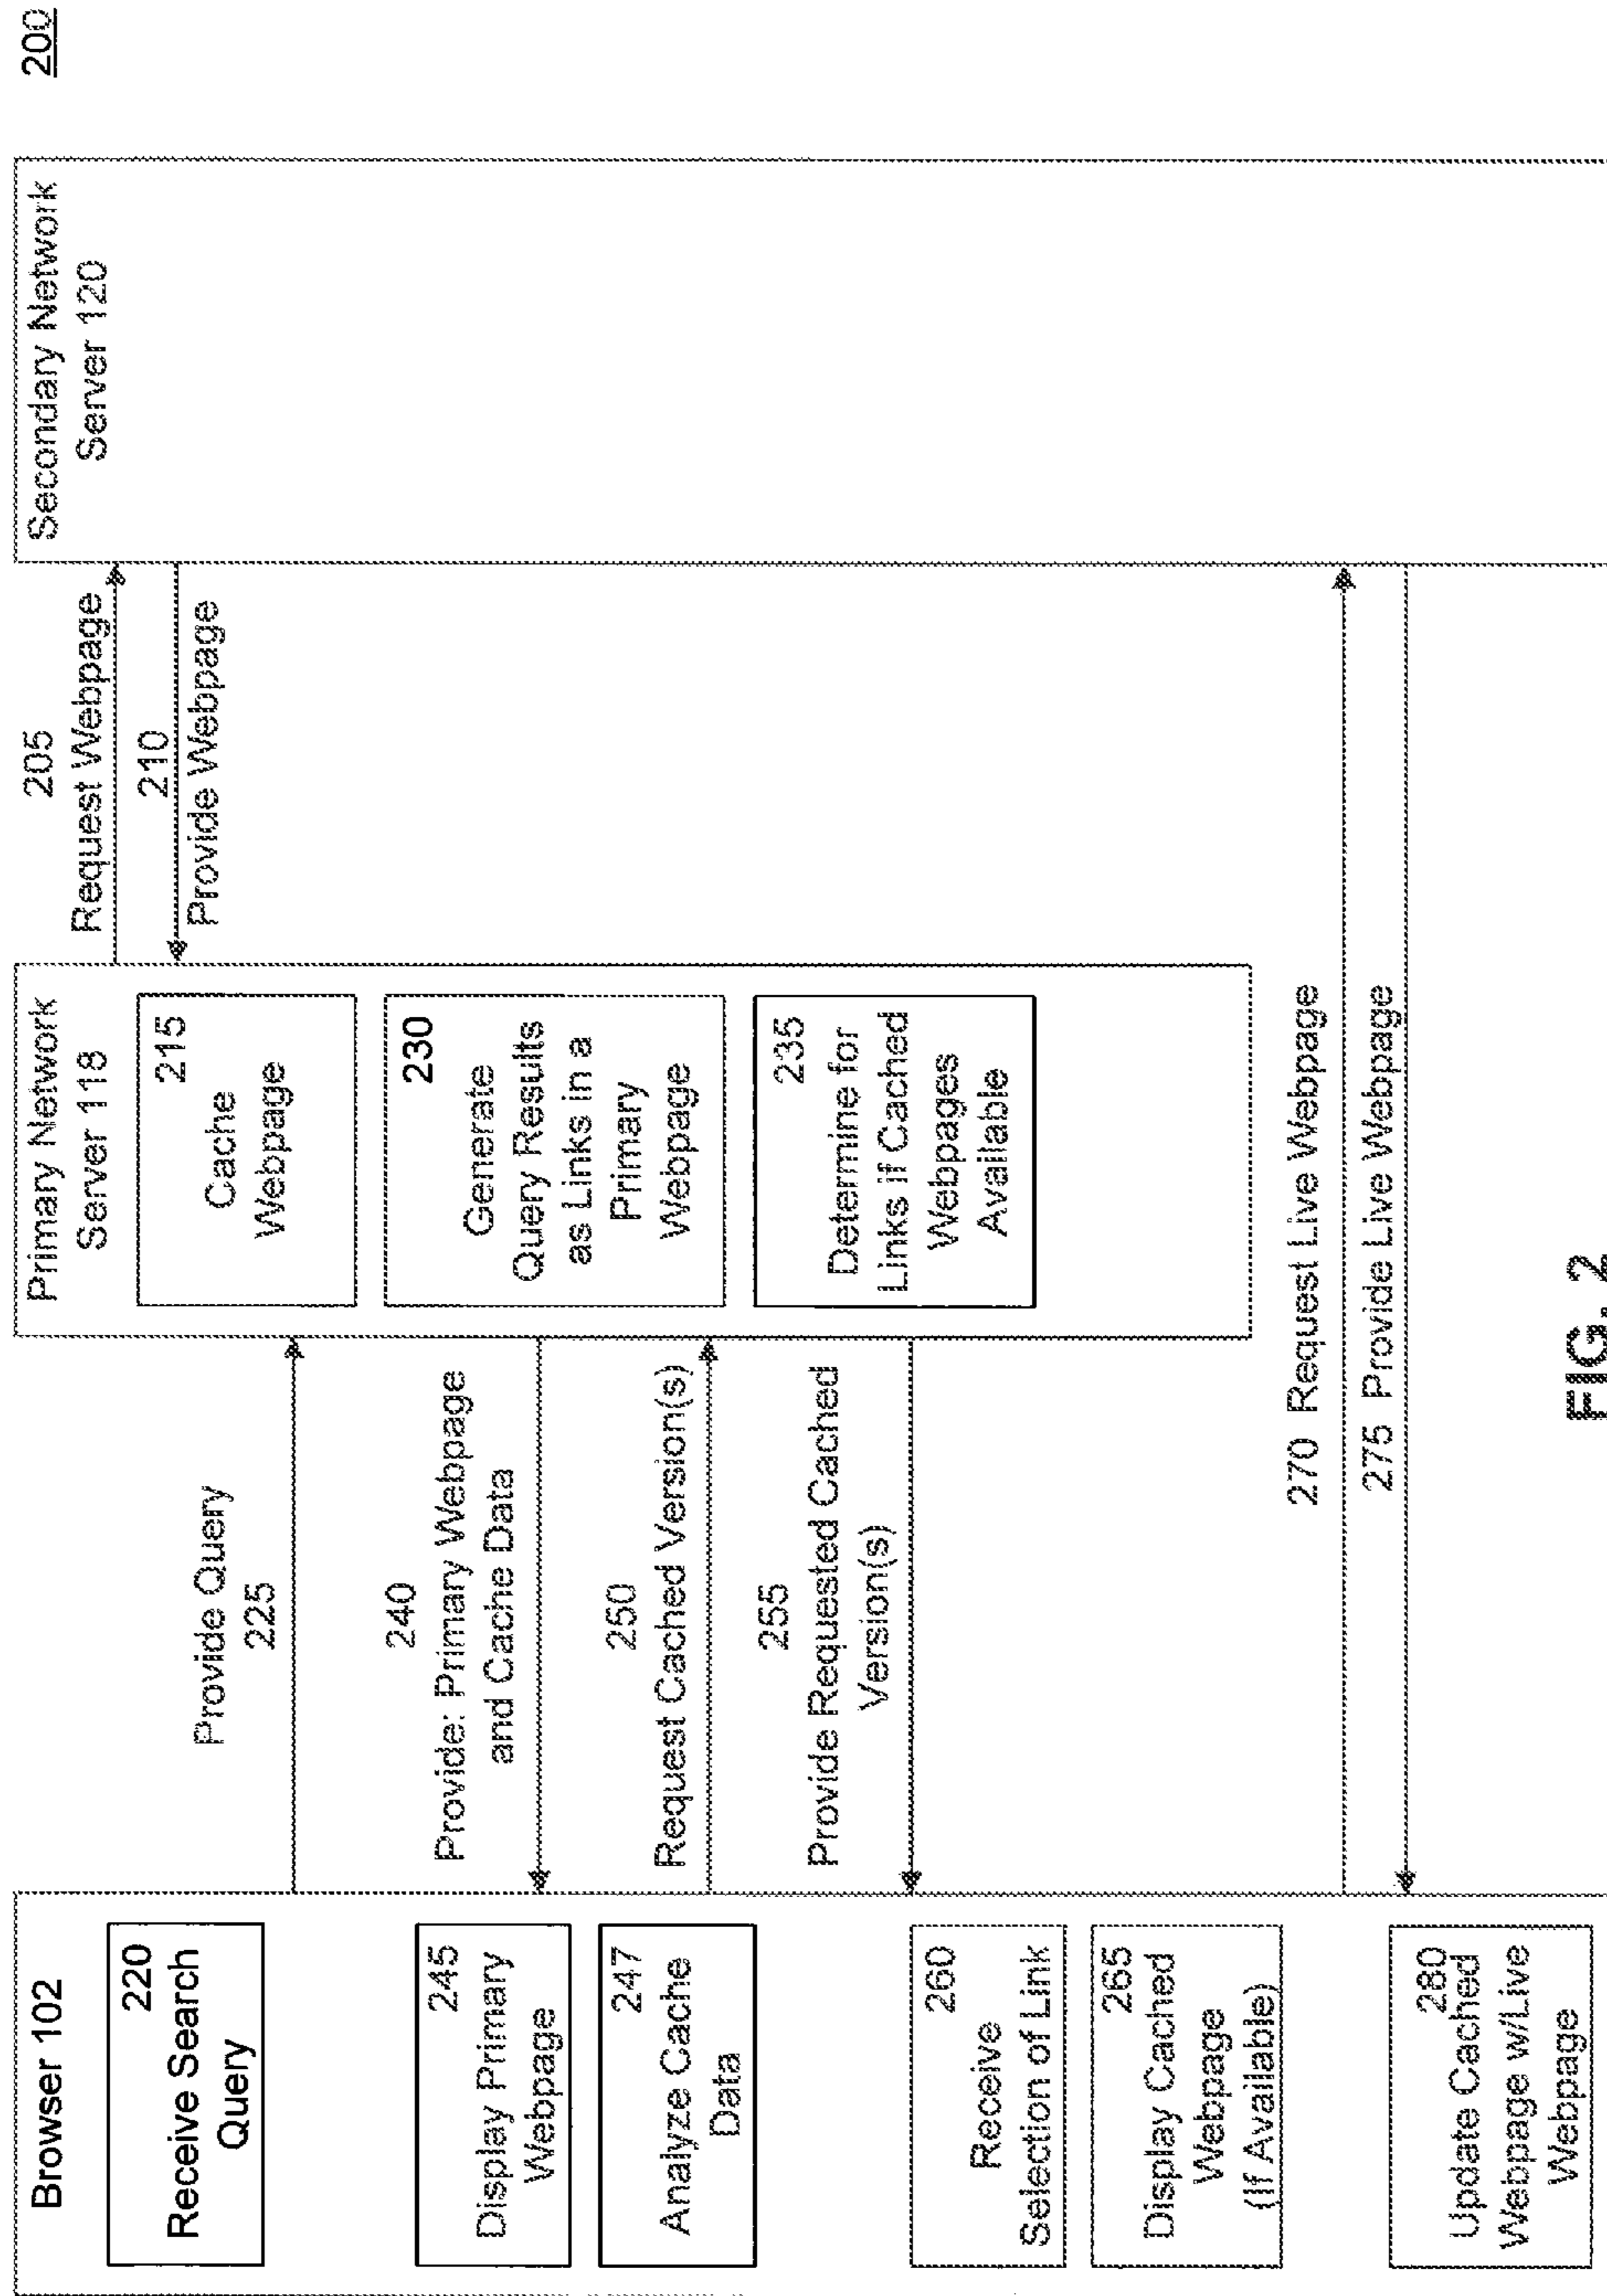 200
Browser 102
220
Receive Search
Query
245
Display Primary
Webpage
247
Analyze Cache
Data
260
Receive
Selection of Link
265
Display Cached
Webpage
(If Available)
280
Update Cached
Webpage w/Live
Webpage
Provide Query
225
240
Provide: Primary Webpage
and Cache Data
250
Request Cached Version(s)
255
Provide Requested Cached
Version(s)
Primary Network
Server 118
215
Cache
Webpage
230
Generate
Query Results
as Links in a
Primary
Webpage
235
Determine for
Links if Cached
Webpages
Available
205
Request Webpage
210
Provide Webpage
270 Request Live Webpage
275 Provide Live Webpage
Secondary Network
Server 120
FIG. 2